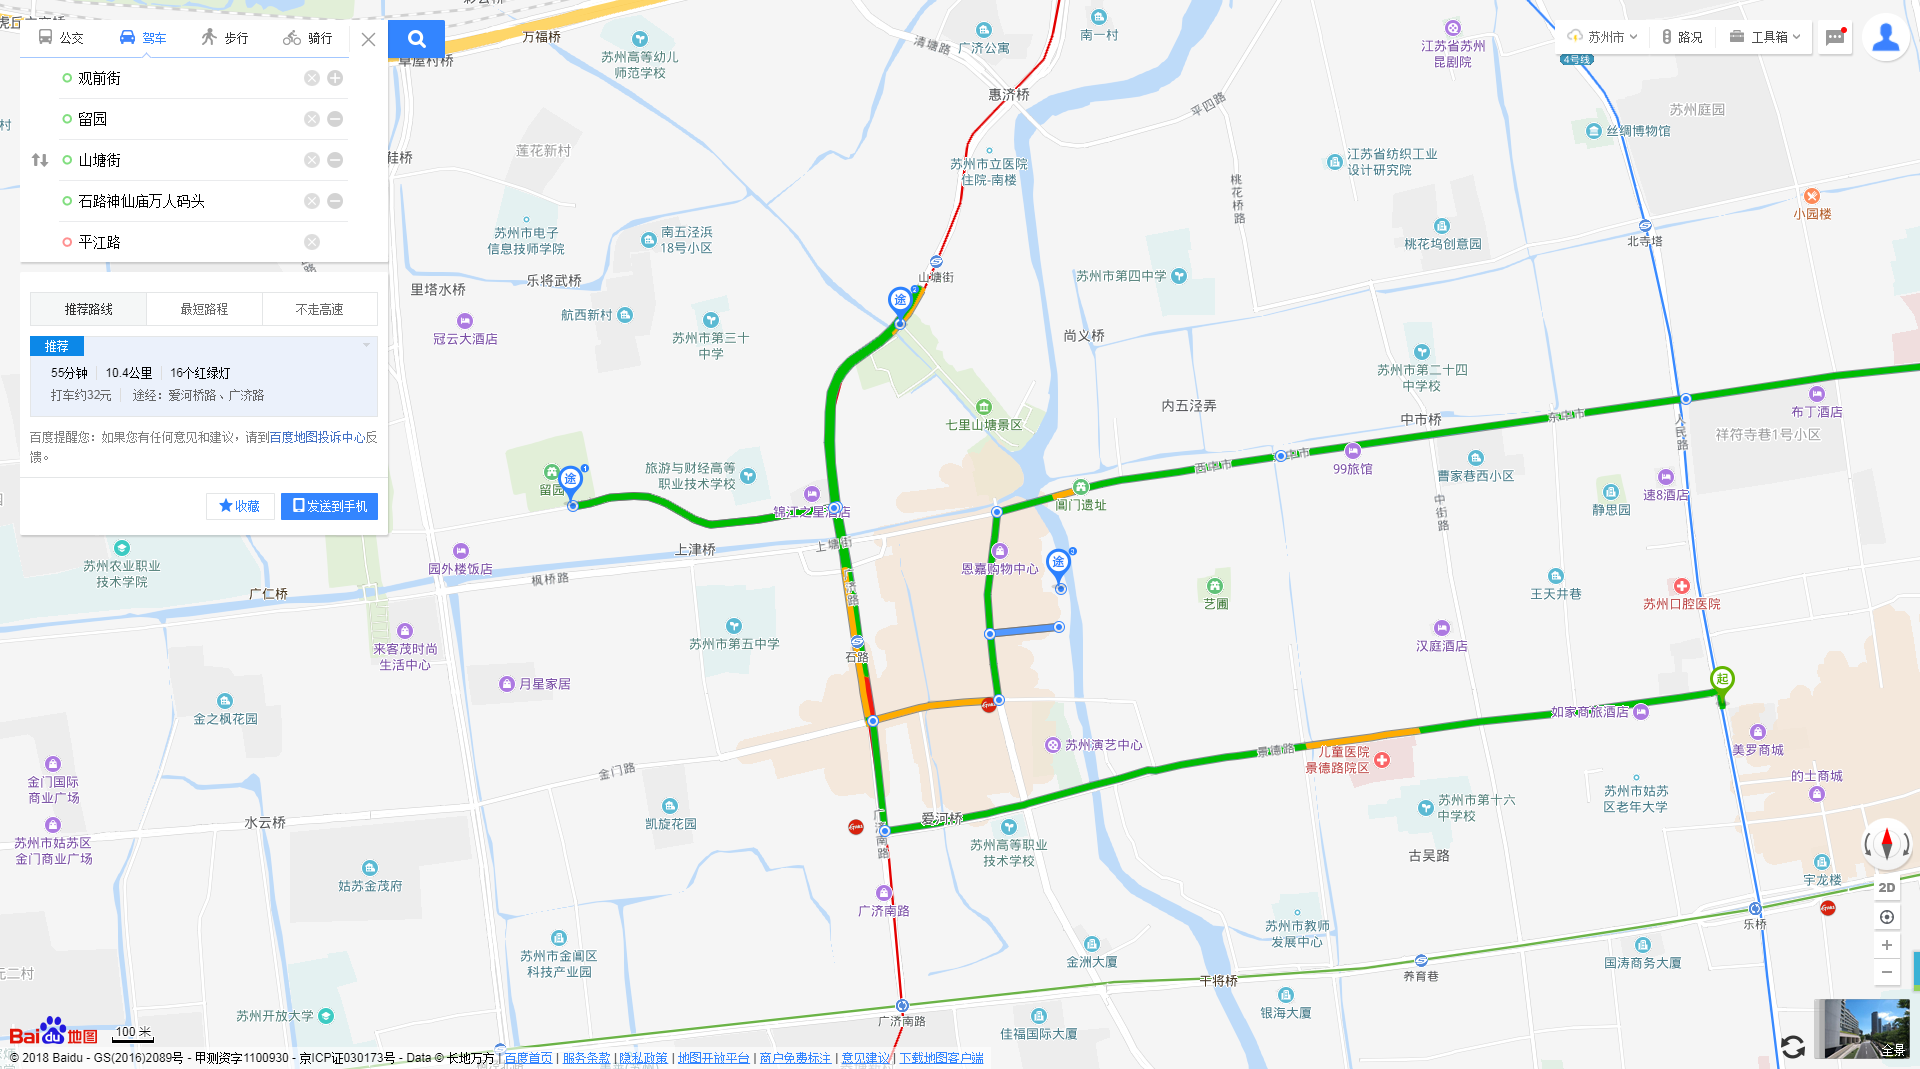 公交
驾车
步行
骑行
观前街
留园
山塘街
石路神仙庙万人码头
平江路
推荐路线
最短路程
不走高速
推荐
55分钟
10.4公里
16个红绿灯
打车约32元
途经：爱河桥路、广济路
百度提醒您：如果您有任何意见和建议，请到百度地图投诉中心反
馈。
收藏
发送到手机
苏州市
路况
工具箱
万福桥
清塘路
广济公寓
南一村
苏州高等幼儿
师范学校
惠济桥
平四路
江苏省苏州
昆剧院
4号线
苏州庭园
丝绸博物馆
江苏省纺织工业
设计研究院
莲花新村
苏州市立医院
住院-南楼
桃花桥路
小园楼
北寺塔
桃花坞创意园
苏州市电子
信息技师学院
南五泾浜
18号小区
乐将武桥
里塔水桥
山塘街
苏州市第四中学
冠云大酒店
航西新村
苏州市第三十
中学
途
尚义桥
苏州市第二十四
中学校
七里山塘景区
内五泾弄
中市桥
东中市
人民路
布丁酒店
祥符寺巷1号小区
西中市
99旅馆
曹家巷西小区
速8酒店
静思园
中街路
旅游与财经高等
职业技术学校
留园
途
锦江之星酒店
阊门遗址
上塘街
上津桥
枫桥路
园外楼饭店
苏州农业职业
技术学院
广仁桥
恩嘉购物中心
途
艺圃
王天井巷
苏州口腔医院
来客茂时尚
生活中心
苏州市第五中学
石路
汉庭酒店
月星家居
起
如家商旅酒店
金之枫花园
苏州演艺中心
景德路
儿童医院
景德路院区
美罗商城
的士商城
金门国际
商业广场
金门路
苏州市姑苏
区老年大学
苏州市第十六
中学校
水云桥
凯旋花园
爱河桥
广济南路
苏州高等职业
技术学校
苏州市姑苏区
金门商业广场
姑苏金茂府
古吴路
宇龙楼
2D
广济南路
苏州市教师
发展中心
乐桥
苏州市金阊区
科技产业园
金洲大厦
干将桥
养育巷
国涛商务大厦
苏州开放大学
广济南路
佳福国际大厦
银海大厦
全景
Baidu地图
100 米
© 2018 Baidu - GS(2016)2089号 - 甲测资字1100930 - 京ICP证030173号 - Data © 长地万方 | 百度首页 | 服务条款 | 隐私政策 | 地图开放平台 | 商户免费标注 | 意见建议 | 下载地图客户端